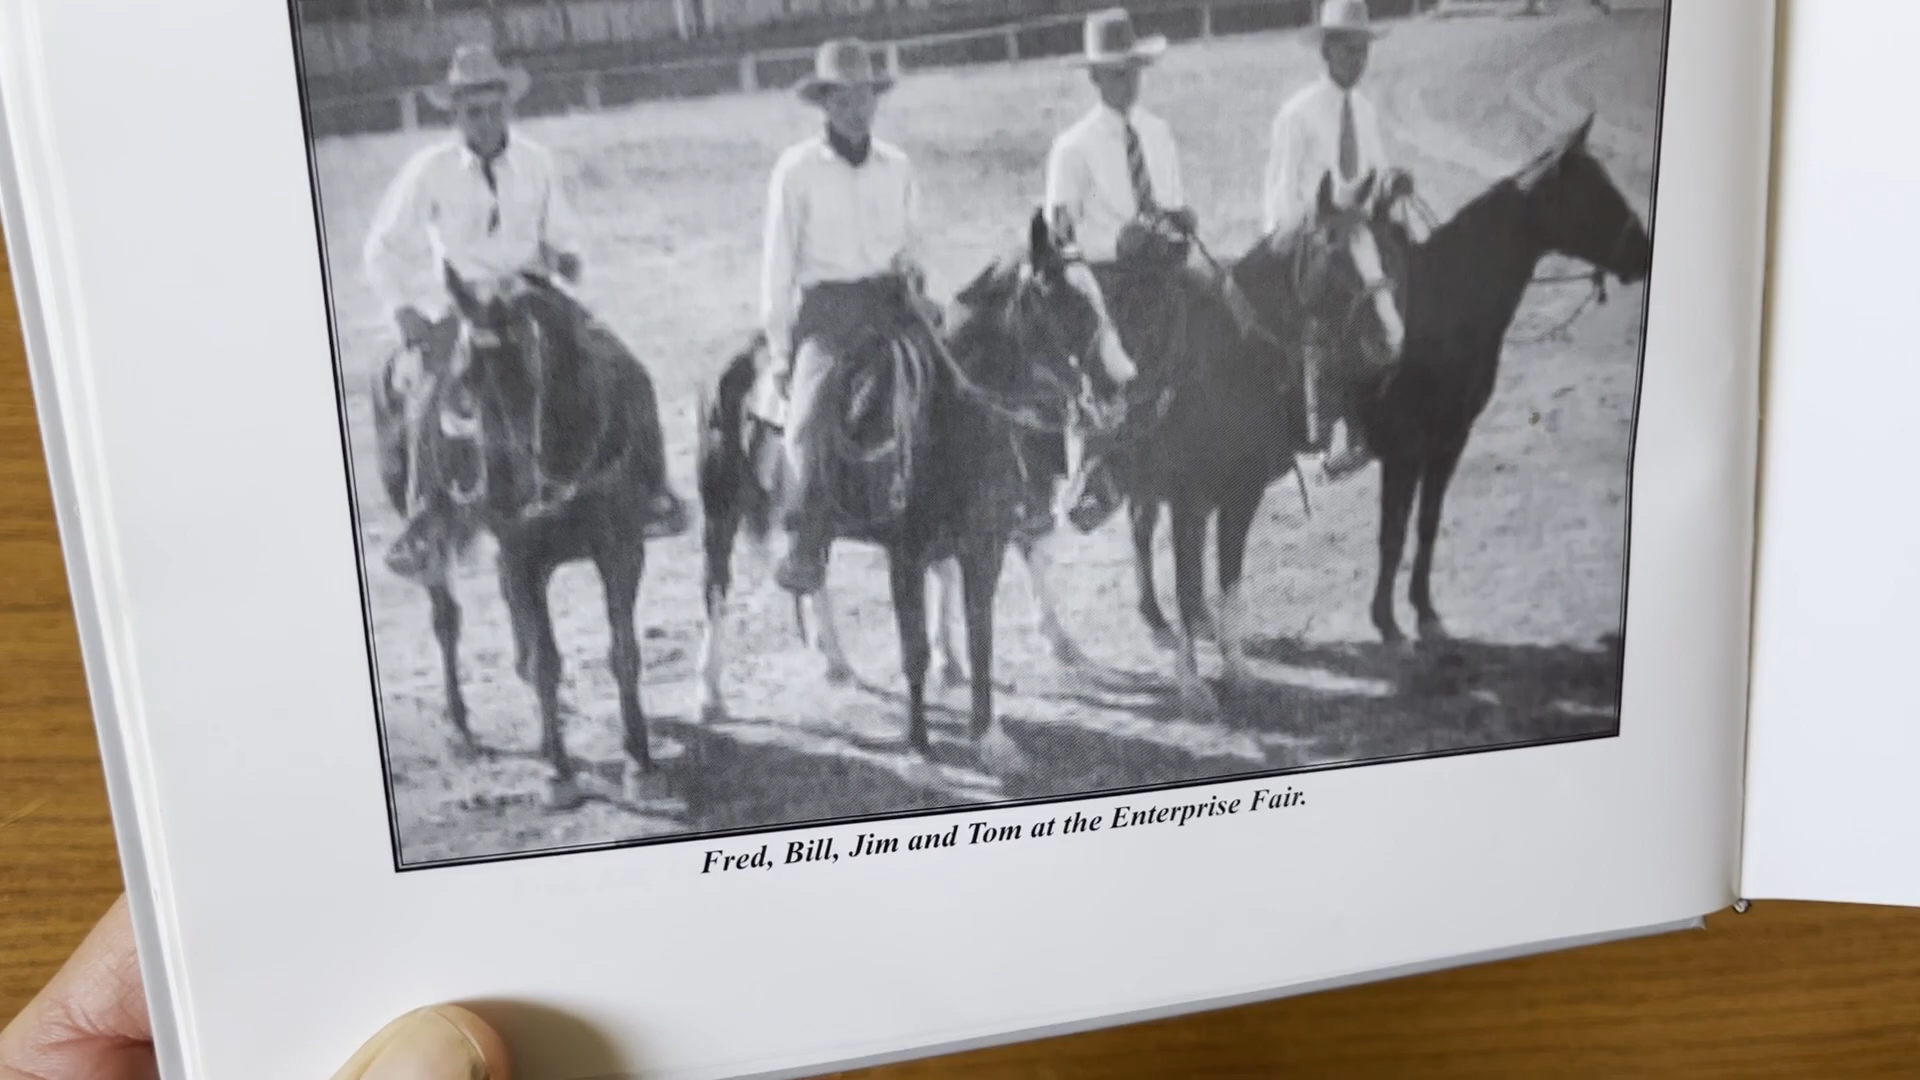 Fred, Bill, Jim and Tom at the Enterprise Fair.